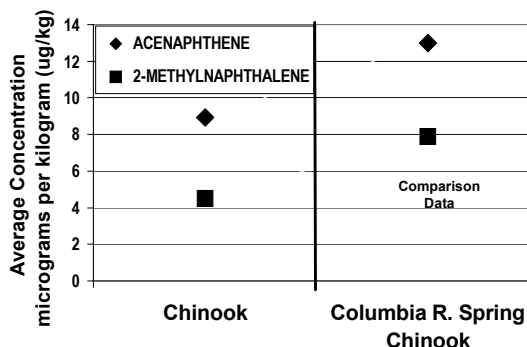 Average Concentration
micrograms per kilogram (ug/kg)
14
12
10
8
6
4
2
0
ACENAPHTHENE
2-METHYLNAPHTHALENE
Comparison
Data
Chinook
Columbia R. Spring
Chinook